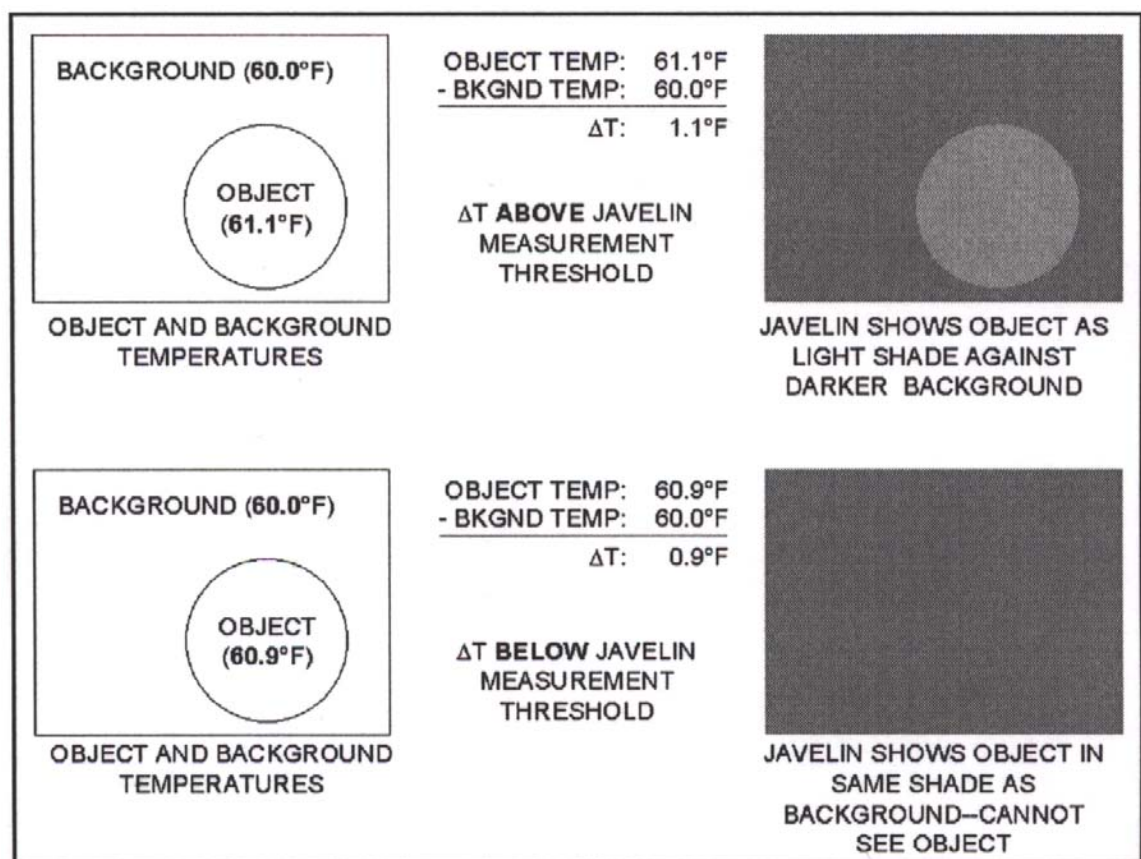 BACKGROUND (60.0°F)
OBJECT
(61.1°F)
OBJECT AND BACKGROUND
TEMPERATURES
OBJECT TEMP: 61.1°F
- BKGND TEMP: 60.0°F
ΔT: 1.1°F
ΔT ABOVE JAVELIN
MEASUREMENT
THRESHOLD
JAVELIN SHOWS OBJECT AS
LIGHT SHADE AGAINST
DARKER BACKGROUND
BACKGROUND (60.0°F)
OBJECT
(60.9°F)
OBJECT AND BACKGROUND
TEMPERATURES
OBJECT TEMP: 60.9°F
- BKGND TEMP: 60.0°F
ΔT: 0.9°F
ΔT BELOW JAVELIN
MEASUREMENT
THRESHOLD
JAVELIN SHOWS OBJECT IN
SAME SHADE AS
BACKGROUND--CANNOT
SEE OBJECT